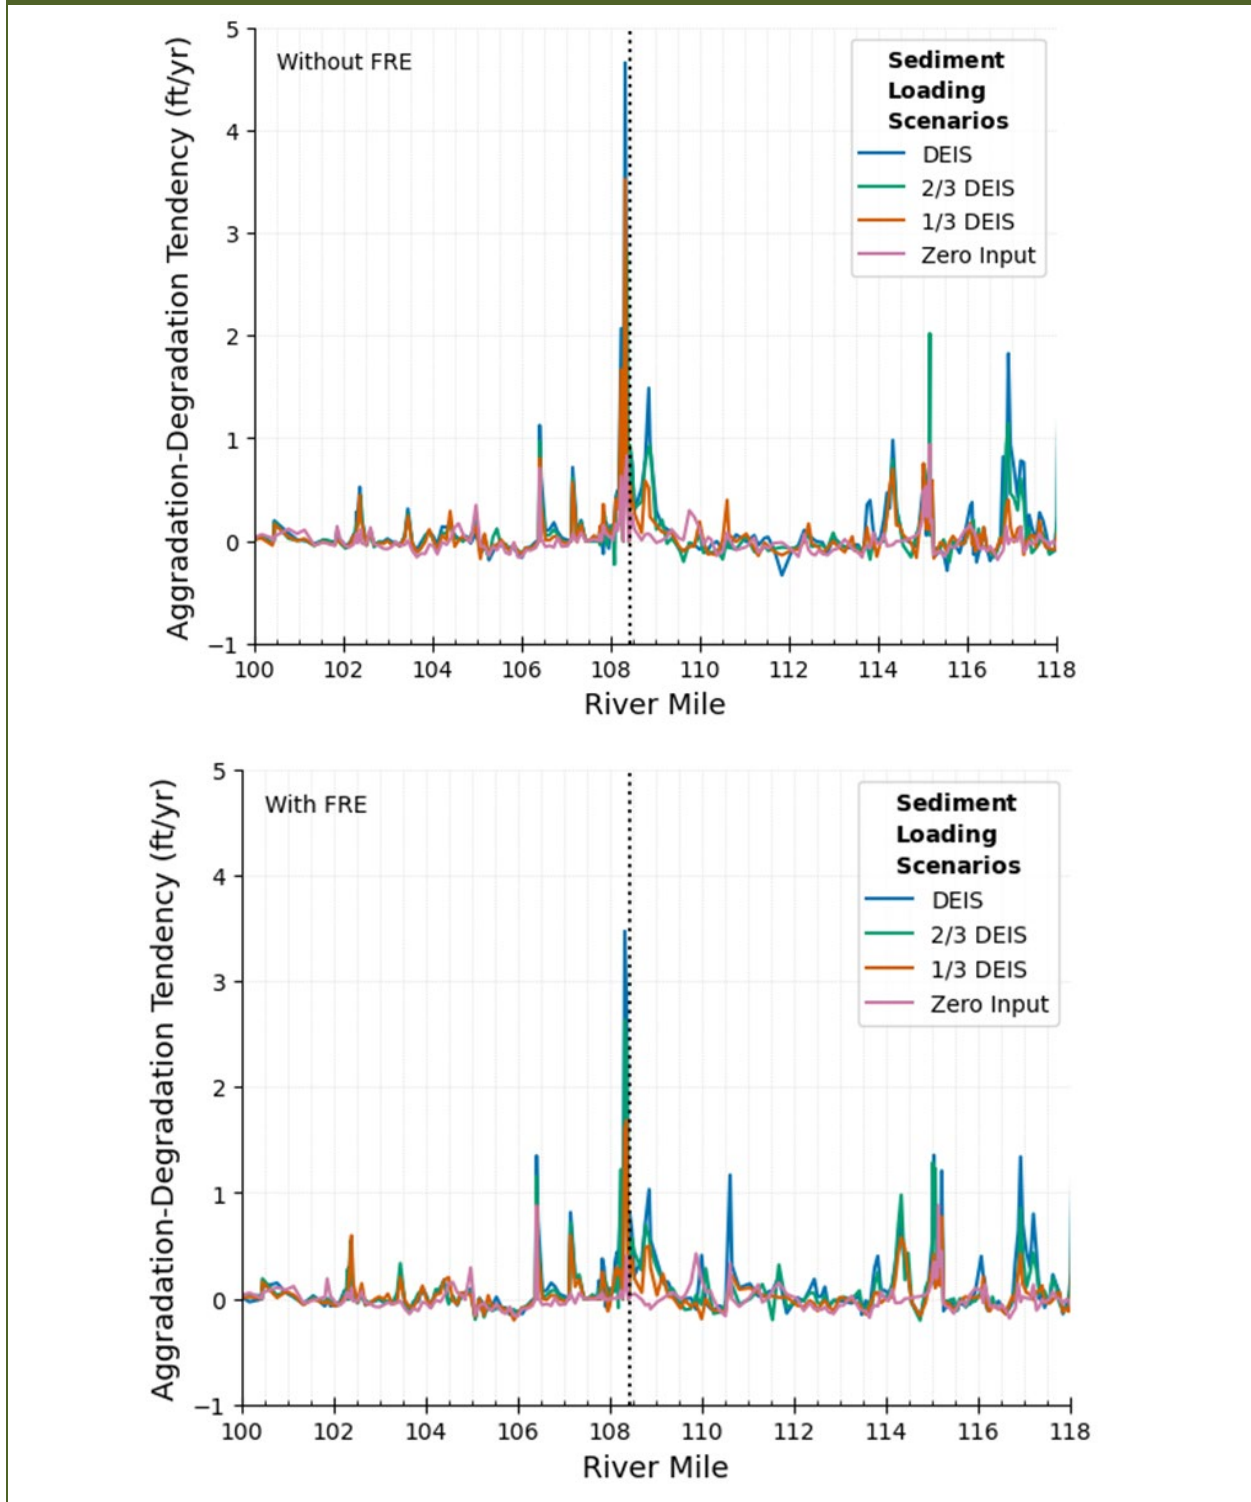 5
Without FRE
4
3
2
1
0
−1
Aggradation-Degradation Tendency (ft/yr)
Sediment
Loading
Scenarios
DEIS
2/3 DEIS
1/3 DEIS
Zero Input
100 102 104 106 108 110 112 114 116 118
River Mile
5
With FRE
4
3
2
1
0
−1
Aggradation-Degradation Tendency (ft/yr)
Sediment
Loading
Scenarios
DEIS
2/3 DEIS
1/3 DEIS
Zero Input
100 102 104 106 108 110 112 114 116 118
River Mile